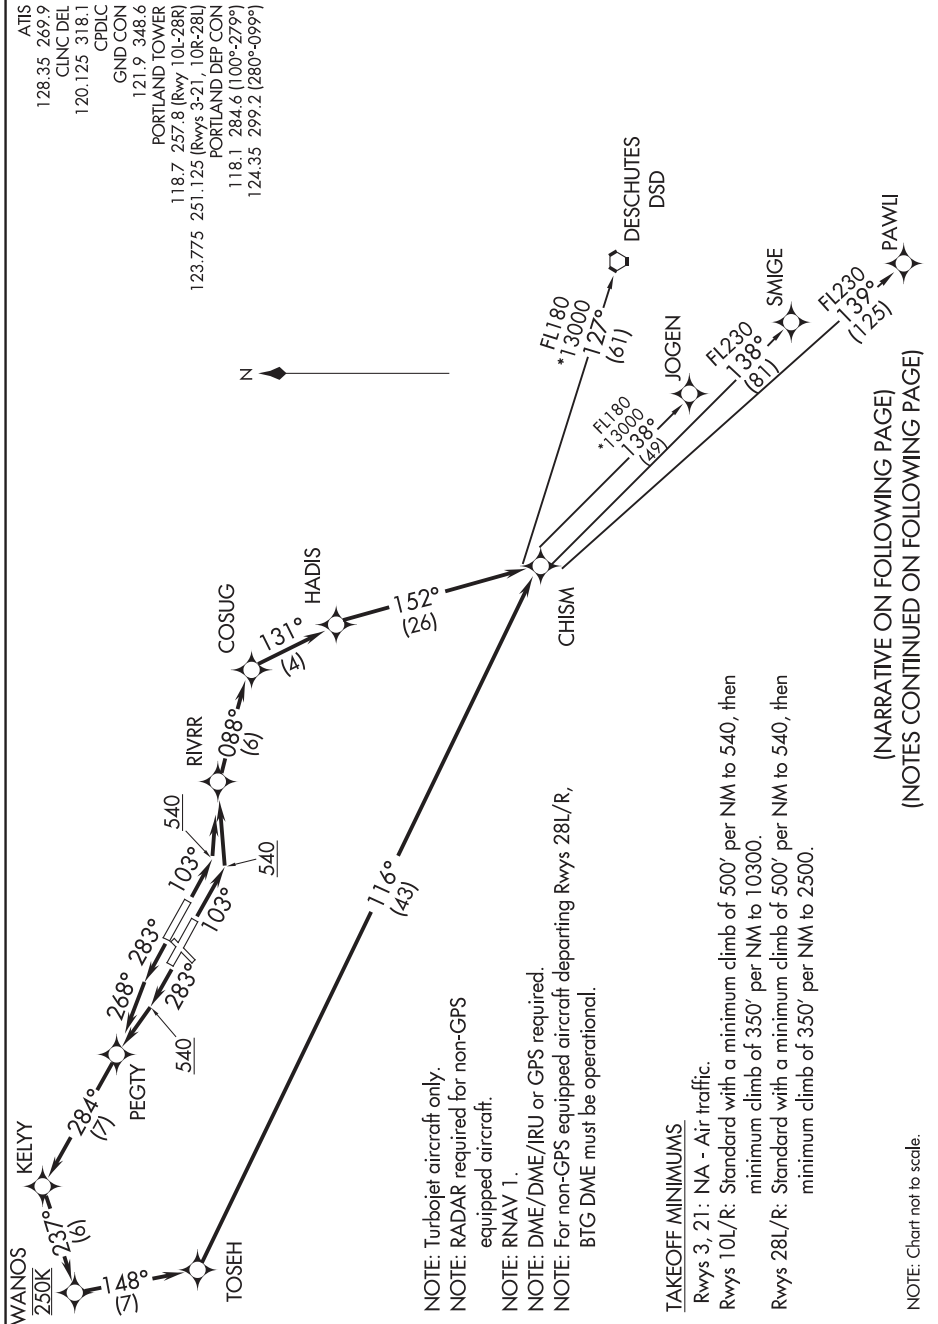 ATIS
128.35 269.9
CLNC DEL
120.125 318.1
CPDLC
GND CON
121.9 348.6
PORTLAND TOWER
118.7 257.8 (Rwy 10L-28R)
123.775 251.125 (Rwys 3-21, 10R-28L)
PORTLAND DEP CON
118.1 284.6 (100°-279°)
124.35 299.2 (280°-099°)
N
WANOS
250K
237°
(6)
KELYY
284°
(7)
PEGTY
268°
283°
283°
540
103°
103°
540
540
RIVRR
088°
(6)
COSUG
131°
(4)
HADIS
152°
(26)
148°
(7)
TOSEH
116°
(43)
CHISM
FL180
*13000
127°
(61)
DESCHUTES
DSD
FL180
*13000
138°
(49)
JOGEN
FL230
138°
(81)
SMIGE
FL230
139°
(125)
PAWLI
NOTE: Turbojet aircraft only.
NOTE: RADAR required for non-GPS
equipped aircraft.
NOTE: RNAV 1.
NOTE: DME/DME/IRU or GPS required.
NOTE: For non-GPS equipped aircraft departing Rwys 28L/R,
BTG DME must be operational.
TAKEOFF MINIMUMS
Rwys 3, 21: NA - Air traffic.
Rwys 10L/R: Standard with a minimum climb of 500' per NM to 540, then
minimum climb of 350' per NM to 10300.
Rwys 28L/R: Standard with a minimum climb of 500' per NM to 540, then
minimum climb of 350' per NM to 2500.
(NARRATIVE ON FOLLOWING PAGE)
(NOTES CONTINUED ON FOLLOWING PAGE)
NOTE: Chart not to scale.